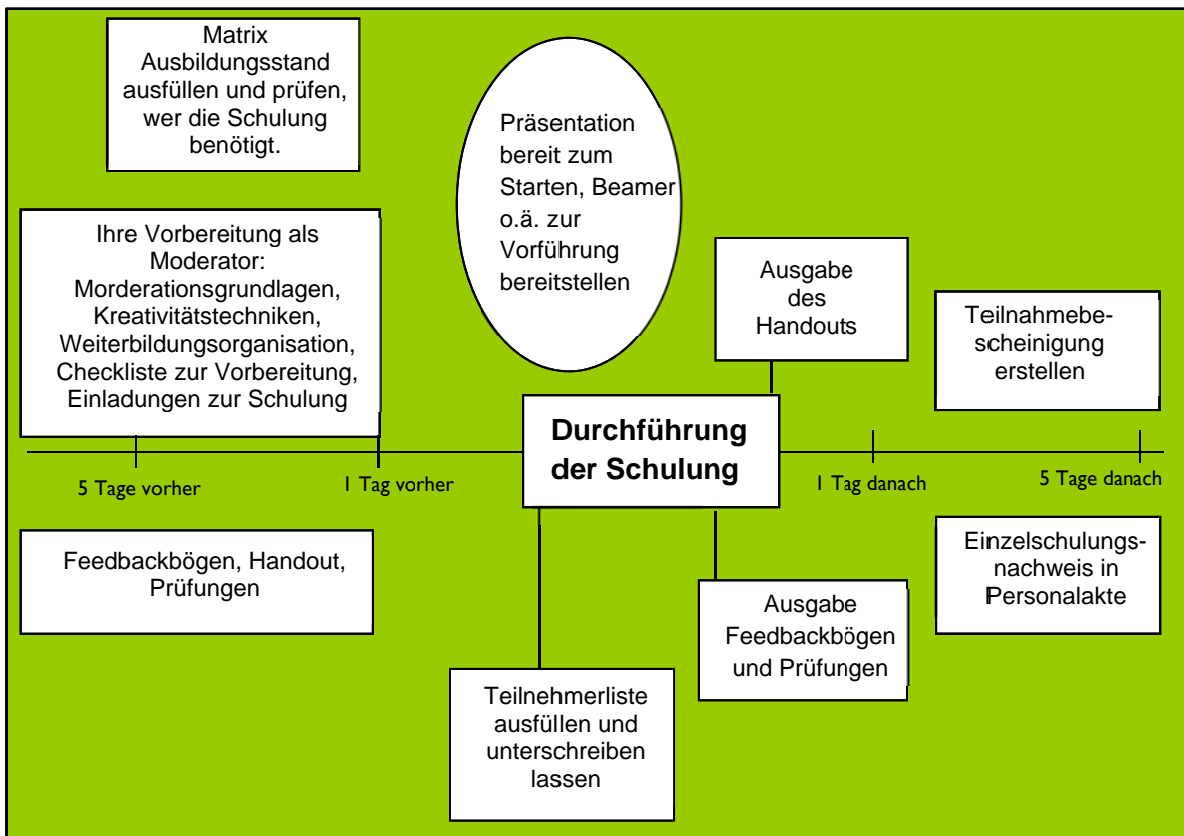 Matrix
Ausbildungsstand
ausfüllen und prüfen,
wer die Schulung
benötigt.
Präsentation
bereit zum
Starten, Beamer
o.ä. zur
Vorführung
bereitstellen
Ihre Vorbereitung als
Moderator:
Morderationsgrundlagen,
Kreativitätstechniken,
Weiterbildungsorganisation,
Checkliste zur Vorbereitung,
Einladungen zur Schulung
Ausgabe
des
Handouts
Teilnahmebe-
scheinigung
erstellen
Durchführung
der Schulung
5 Tage vorher
1 Tag vorher
1 Tag danach
5 Tage danach
Feedbackbögen, Handout,
Prüfungen
Teilnehmerliste
ausfüllen und
unterschreiben
lassen
Ausgabe
Feedbackbögen
und Prüfungen
Einzelschulungs-
nachweis in
Personalakte